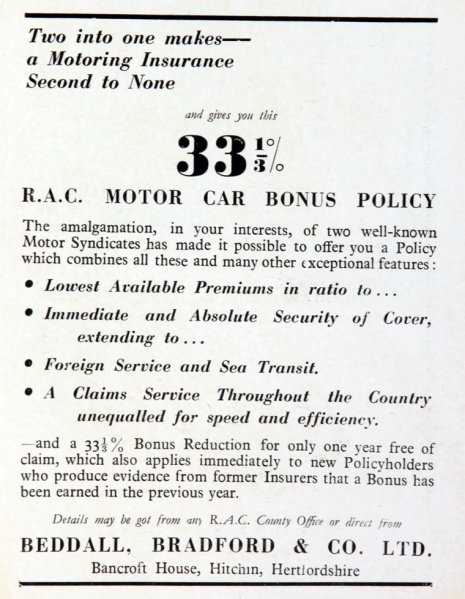 Two into one makes—
a Motoring Insurance
Second to None
and gives you this
33⅓%
R.A.C. MOTOR CAR BONUS POLICY
The amalgamation, in your interests, of two well-known
Motor Syndicates has made it possible to offer you a Policy
which combines all these and many other exceptional features :
• Lowest Available Premiums in ratio to . . .
• Immediate and Absolute Security of Cover,
extending to . . .
• Foreign Service and Sea Transit.
• A Claims Service Throughout the Country
unequalled for speed and efficiency.
—and a 33⅓% Bonus Reduction for only one year free of
claim, which also applies immediately to new Policyholders
who produce evidence from former Insurers that a Bonus has
been earned in the previous year.
Details may be got from any R.A.C. County Office or direct from
BEDDALL, BRADFORD & CO. LTD.
Bancroft House, Hitchin, Hertfordshire